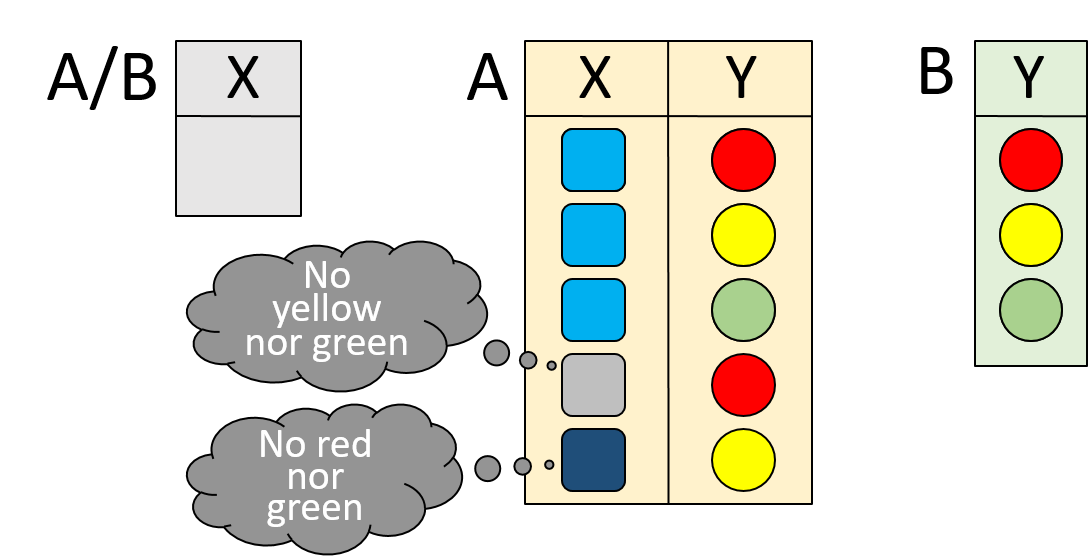 A/B X
A X Y
B Y
No
yellow
nor green
No red
nor
green